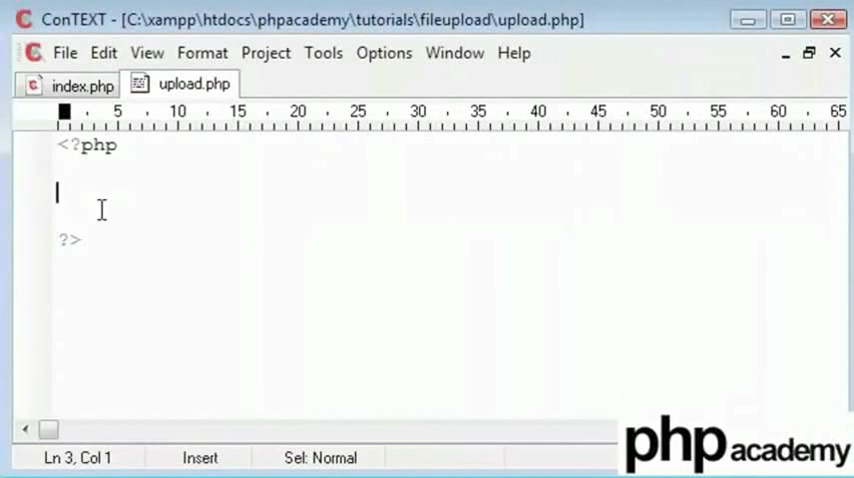 ConTEXT - [C:\xampp\htdocs\phpacademy\tutorials\fileupload\upload.php]
File Edit View Format Project Tools Options Window Help
index.php upload.php
5 10 15 20 25 30 35 40 45 50 55 60 65
<?php
?>
php academy
Ln 3, Col 1 Insert Sel: Normal